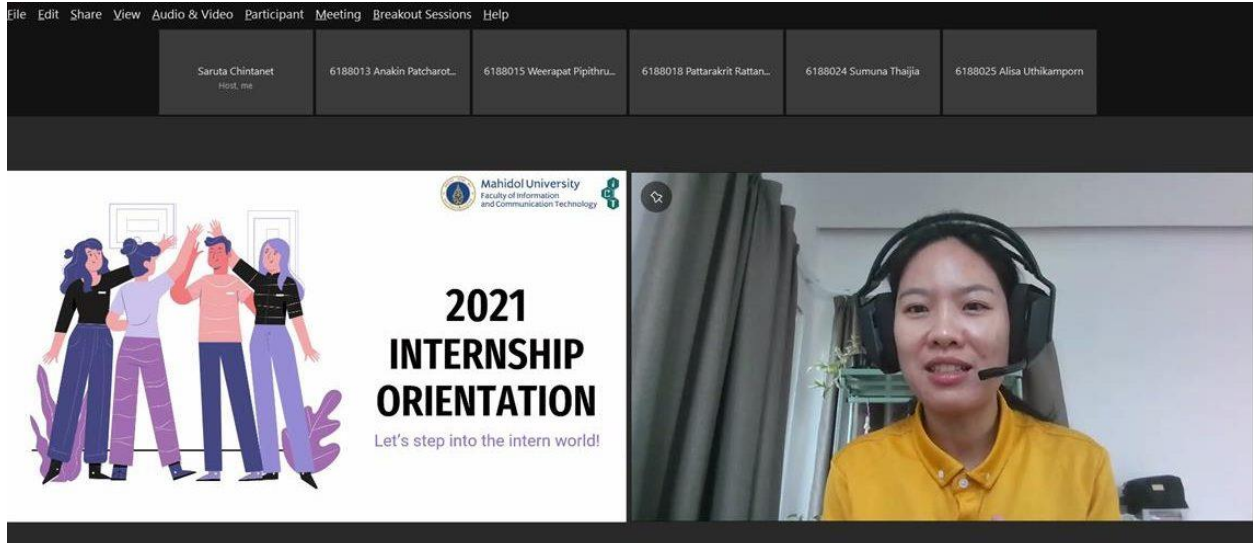 File Edit Share View Audio & Video Participant Meeting Breakout Sessions Help
Saruta Chintanet
Host, me
6188013 Anakin Patcharot...
6188015 Weerapat Pipithru...
6188018 Pattarakrit Rattan...
6188024 Sumuna Thaijia
6188025 Alisa Uthikamporn
Mahidol University
Faculty of Information
and Communication Technology
ICT
2021
INTERNSHIP
ORIENTATION
Let's step into the intern world!